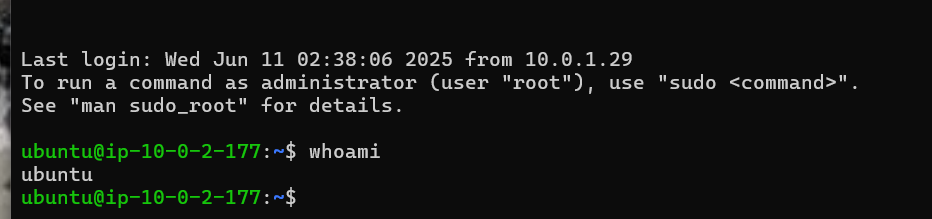 Last login: Wed Jun 11 02:38:06 2025 from 10.0.1.29
To run a command as administrator (user "root"), use "sudo <command>".
See "man sudo_root" for details.
ubuntu@ip-10-0-2-177:~$ whoami
ubuntu
ubuntu@ip-10-0-2-177:~$